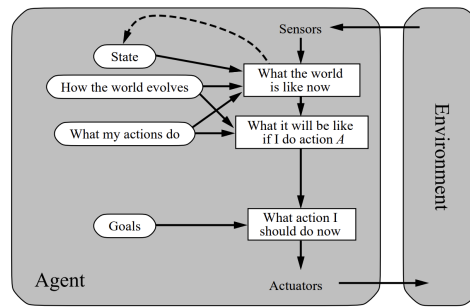 Sensors
State
What the world
is like now
How the world evolves
What it will be like
if I do action A
What my actions do
Goals
What action I
should do now
Agent
Actuators
Environment